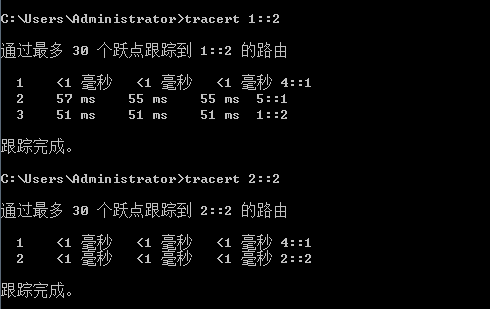 C:\Users\Administrator>tracert 1::2
通过最多 30 个跃点跟踪到 1::2 的路由
1 <1 毫秒 <1 毫秒 <1 毫秒 4::1
2 57 ms 55 ms 55 ms 5::1
3 51 ms 51 ms 51 ms 1::2
跟踪完成。
C:\Users\Administrator>tracert 2::2
通过最多 30 个跃点跟踪到 2::2 的路由
1 <1 毫秒 <1 毫秒 <1 毫秒 4::1
2 <1 毫秒 <1 毫秒 <1 毫秒 2::2
跟踪完成。